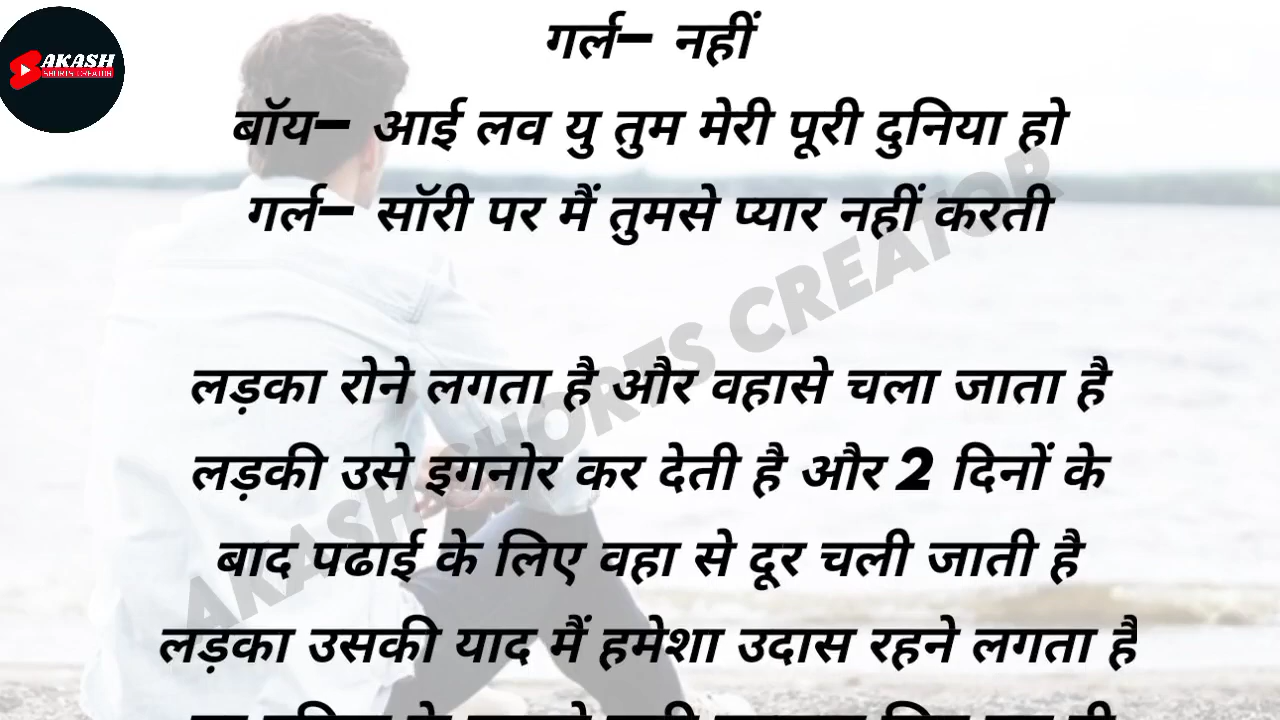 AKASH
SHORTS CREATOR
गर्ल– नहीं
बॉय– आई लव यु तुम मेरी पूरी दुनिया हो
गर्ल– सॉरी पर मैं तुमसे प्यार नहीं करती
लड़का रोने लगता है और वहासे चला जाता है
लड़की उसे इगनोर कर देती है और 2 दिनों के
बाद पढाई के लिए वहा से दूर चली जाती है
लड़का उसकी याद मैं हमेशा उदास रहने लगता है
AKASH SHORTS CREATOR